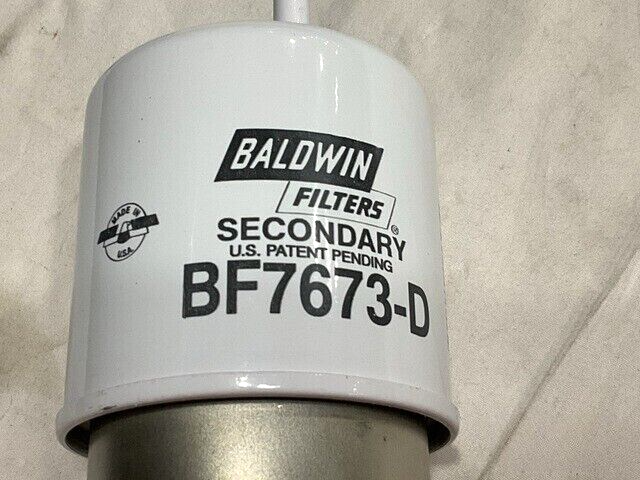 BALDWIN
FILTERS®
SECONDARY
U.S. PATENT PENDING
BF7673-D
MADE IN
U.S.A.